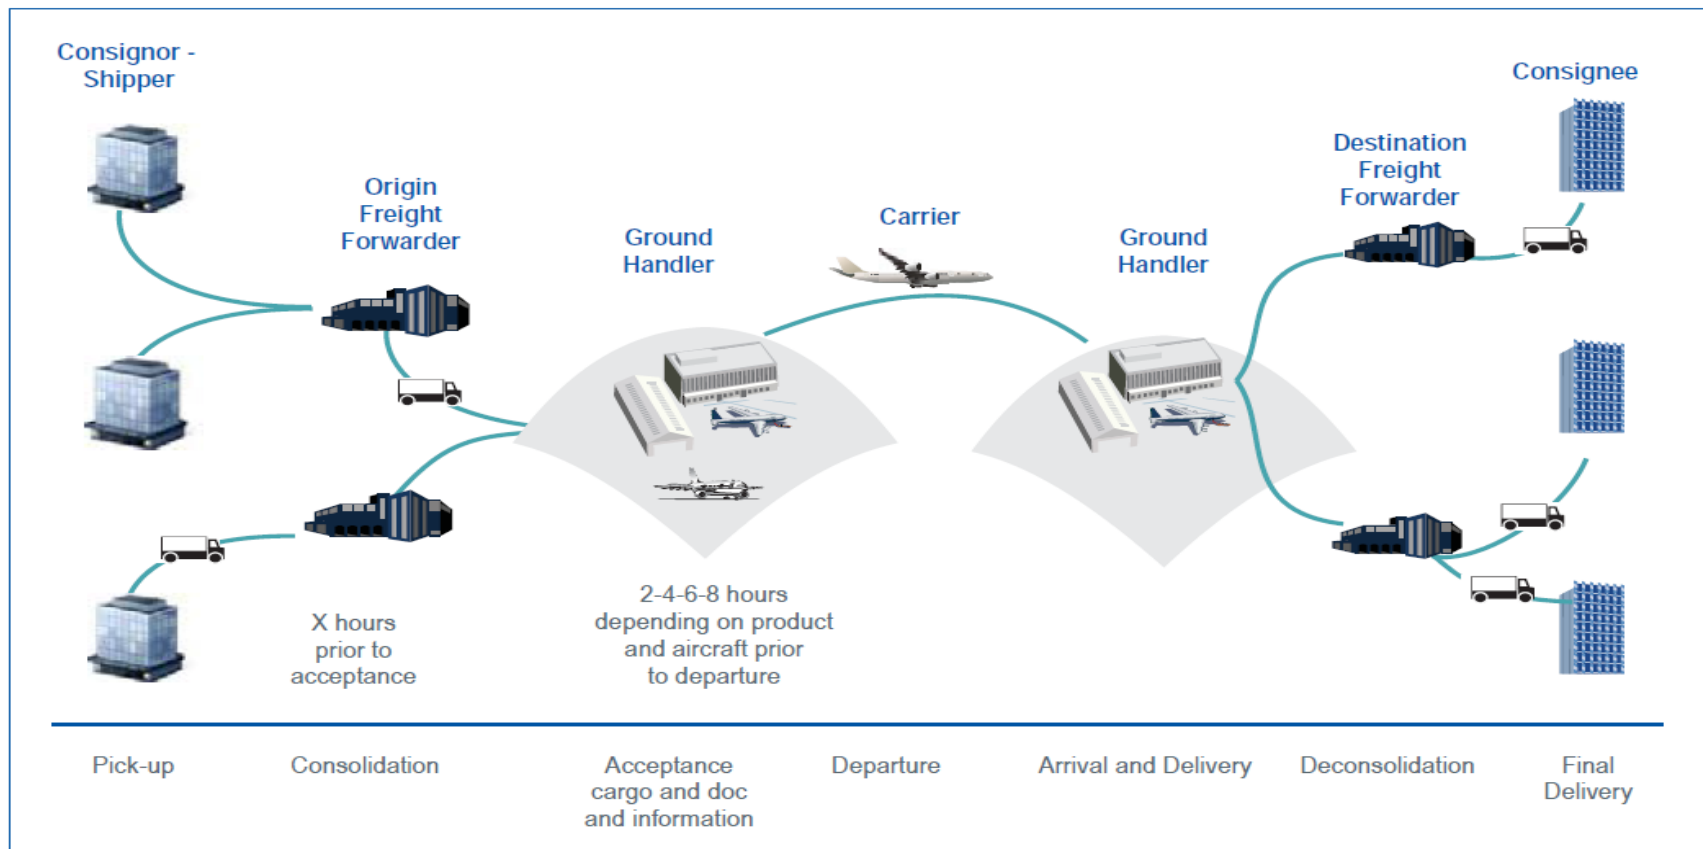 Consignor -
Shipper
Consignee
Destination
Freight
Forwarder
Origin
Freight
Forwarder
Carrier
Ground
Handler
Ground
Handler
2-4-6-8 hours
depending on product
and aircraft prior
to departure
X hours
prior to
acceptance
Pick-up
Consolidation
Acceptance
cargo and doc
and information
Departure
Arrival and Delivery
Deconsolidation
Final
Delivery